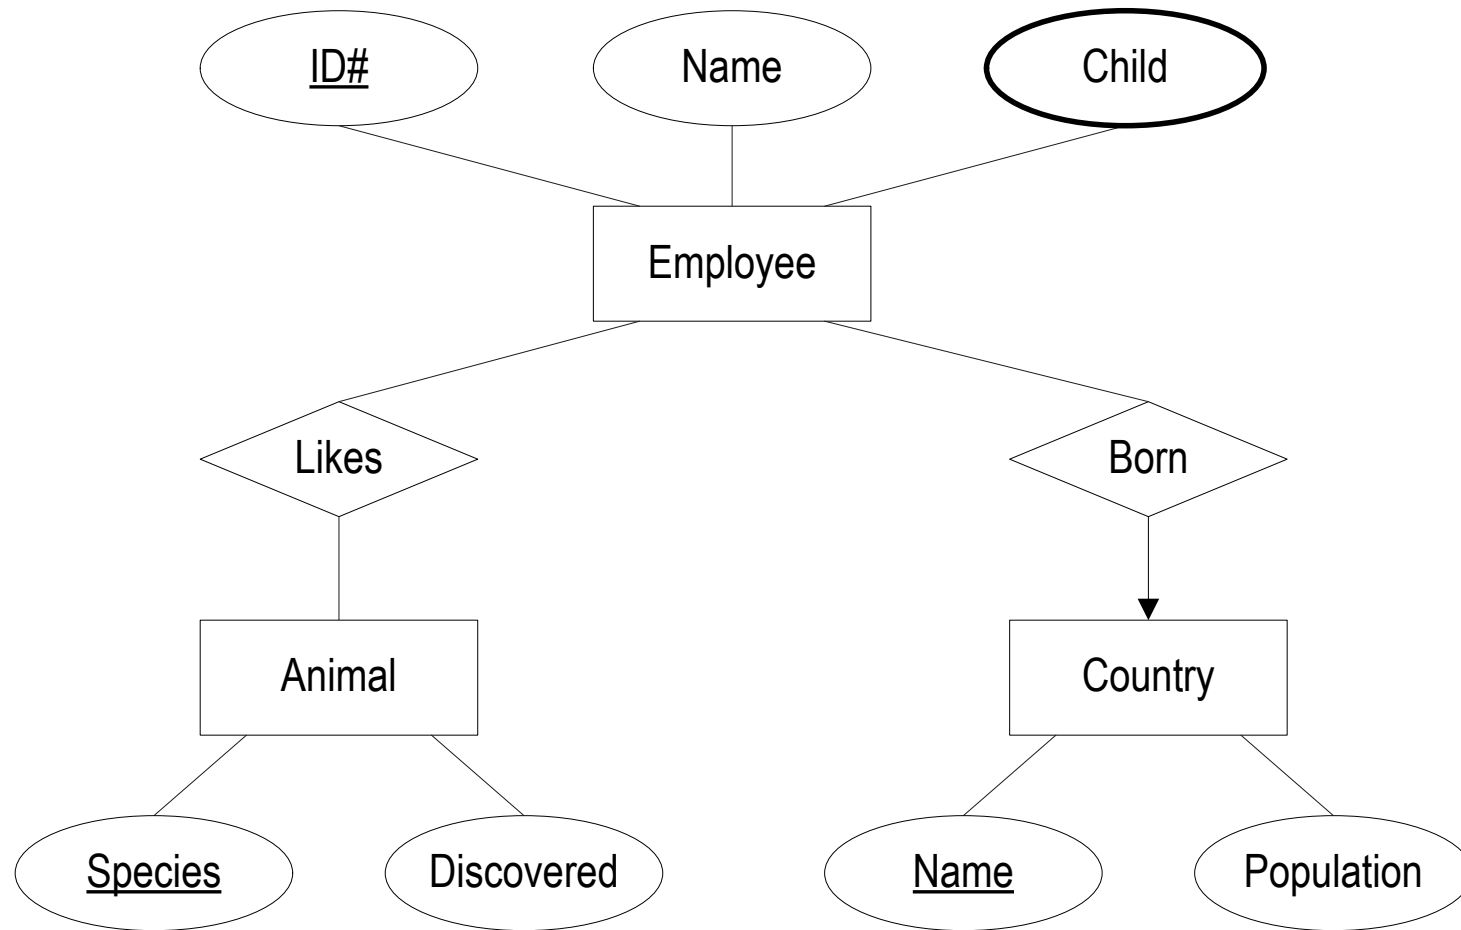 ID#
Name
Child
Employee
Likes
Born
Animal
Country
Species
Discovered
Name
Population